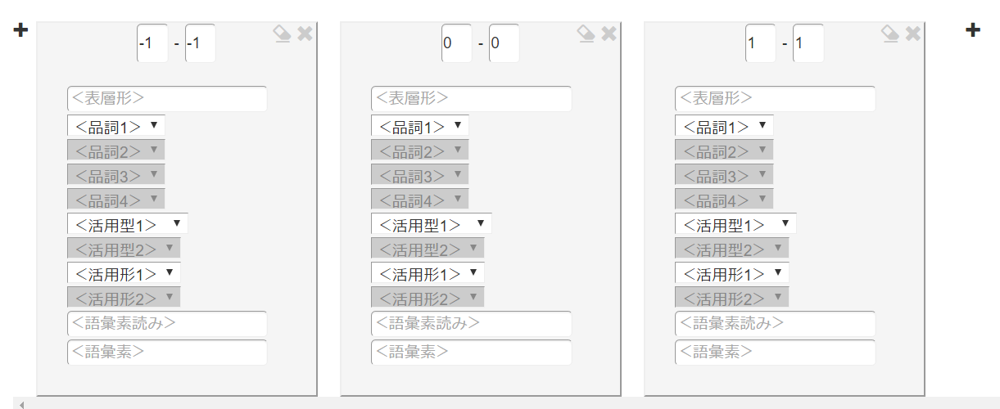 -1 - -1
<表層形>
<品詞1>
<品詞2>
<品詞3>
<品詞4>
<活用型1>
<活用型2>
<活用形1>
<活用形2>
<語彙素読み>
<語彙素>
0 - 0
<表層形>
<品詞1>
<品詞2>
<品詞3>
<品詞4>
<活用型1>
<活用型2>
<活用形1>
<活用形2>
<語彙素読み>
<語彙素>
1 - 1
<表層形>
<品詞1>
<品詞2>
<品詞3>
<品詞4>
<活用型1>
<活用型2>
<活用形1>
<活用形2>
<語彙素読み>
<語彙素>